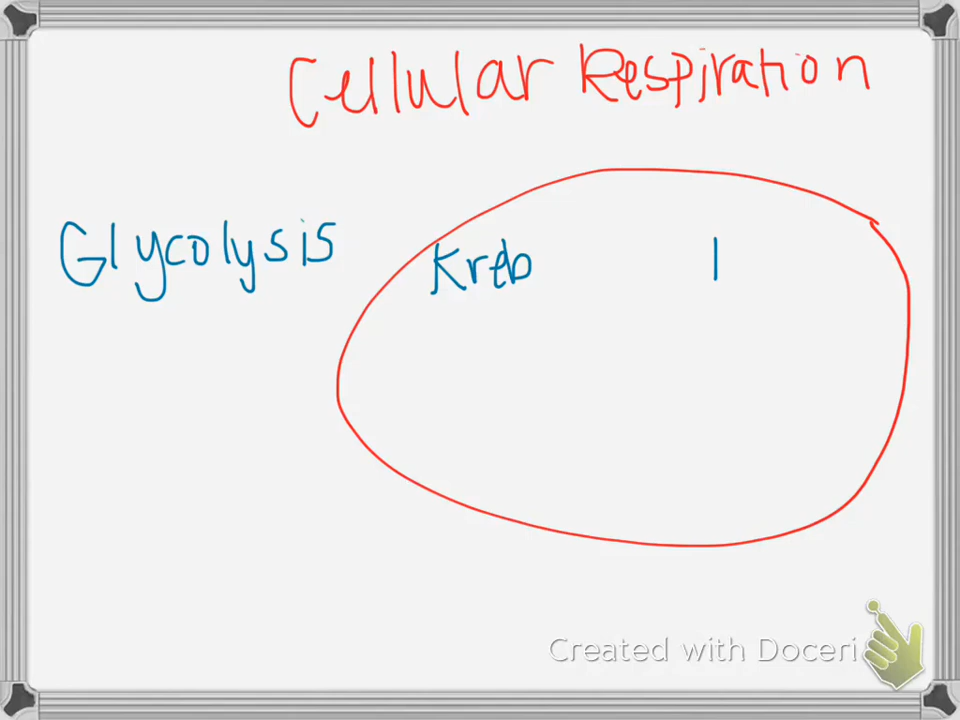 Cellular Respiration
Glycolysis Kreb |
Created with Doceri